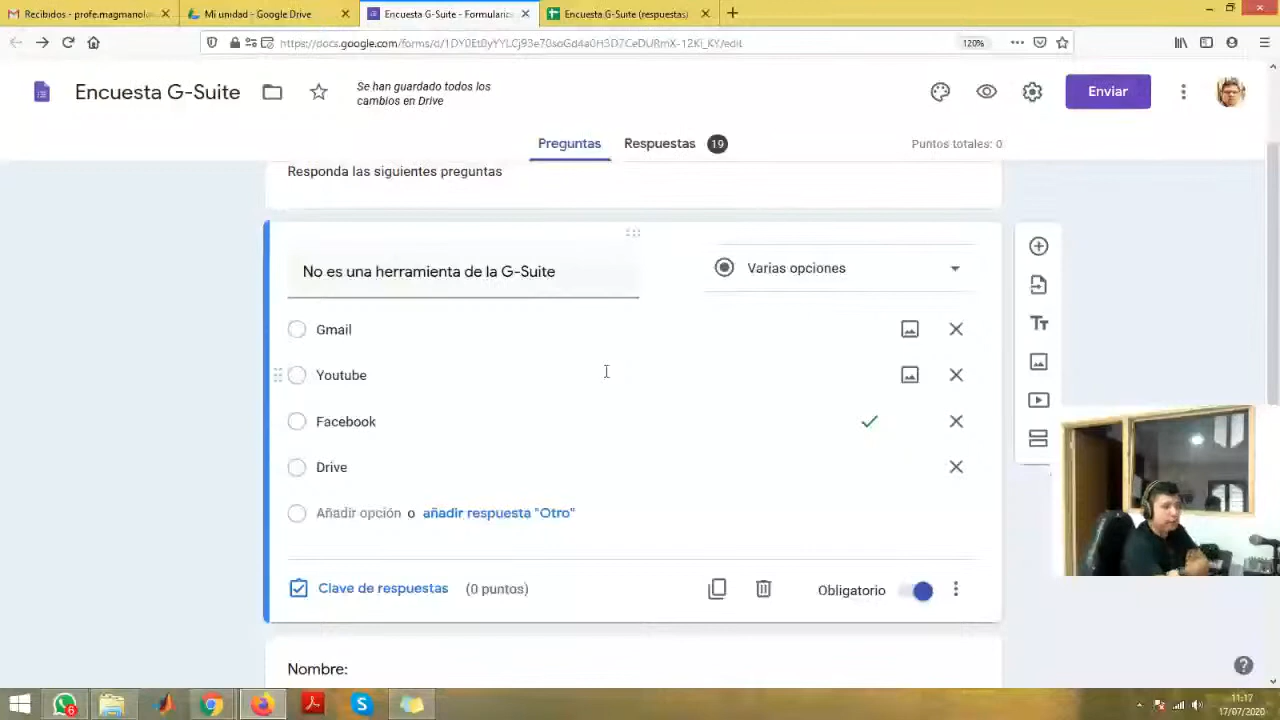 Recibidos - profe.magmanolo
Mi unidad - Google Drive
Encuesta G-Suite - Formularios
Encuesta G-Suite (respuestas)
120%
Encuesta G-Suite
Se han guardado todos los
cambios en Drive
Enviar
Preguntas
Respuestas 19
Puntos totales: 0
Responda las siguientes preguntas
No es una herramienta de la G-Suite
Varias opciones
Gmail
Youtube
Facebook
Drive
Añadir opción o añadir respuesta "Otro"
Clave de respuestas (0 puntos)
Obligatorio
Nombre:
11:17
17/07/2020